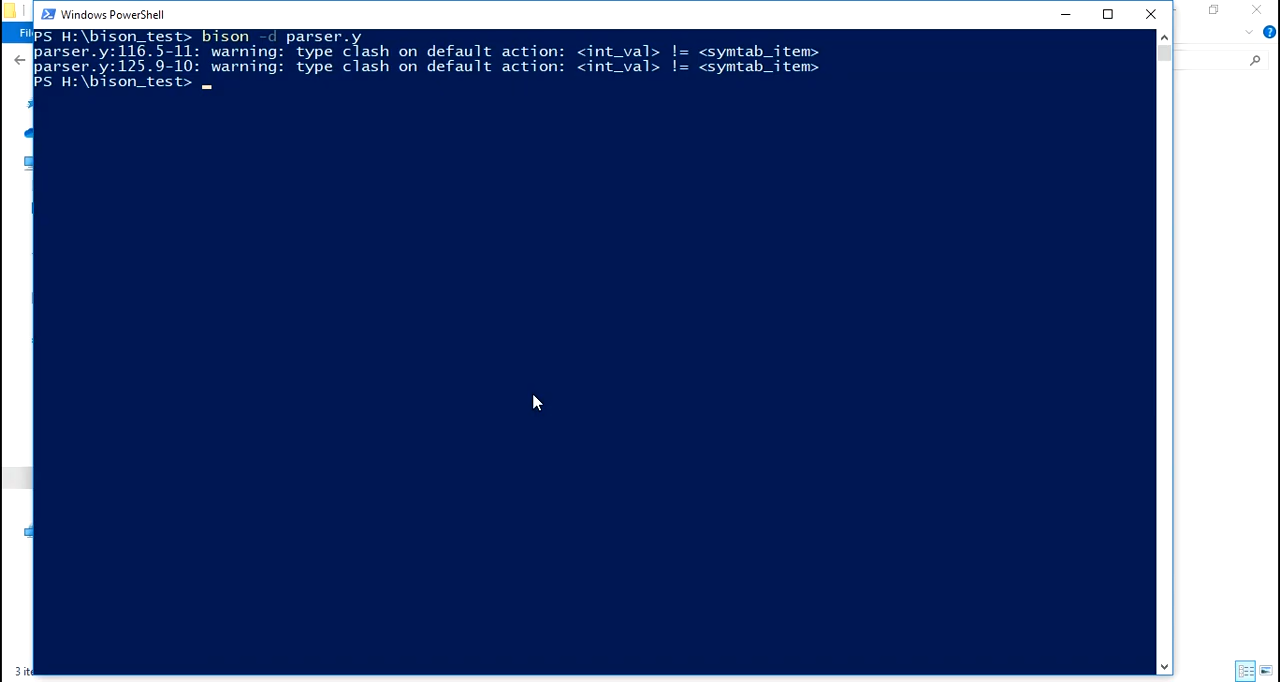 Windows PowerShell
Fil
PS H:\bison_test> bison -d parser.y
parser.y:116.5-11: warning: type clash on default action: <int_val> != <symtab_item>
parser.y:125.9-10: warning: type clash on default action: <int_val> != <symtab_item>
PS H:\bison_test>
3 ite